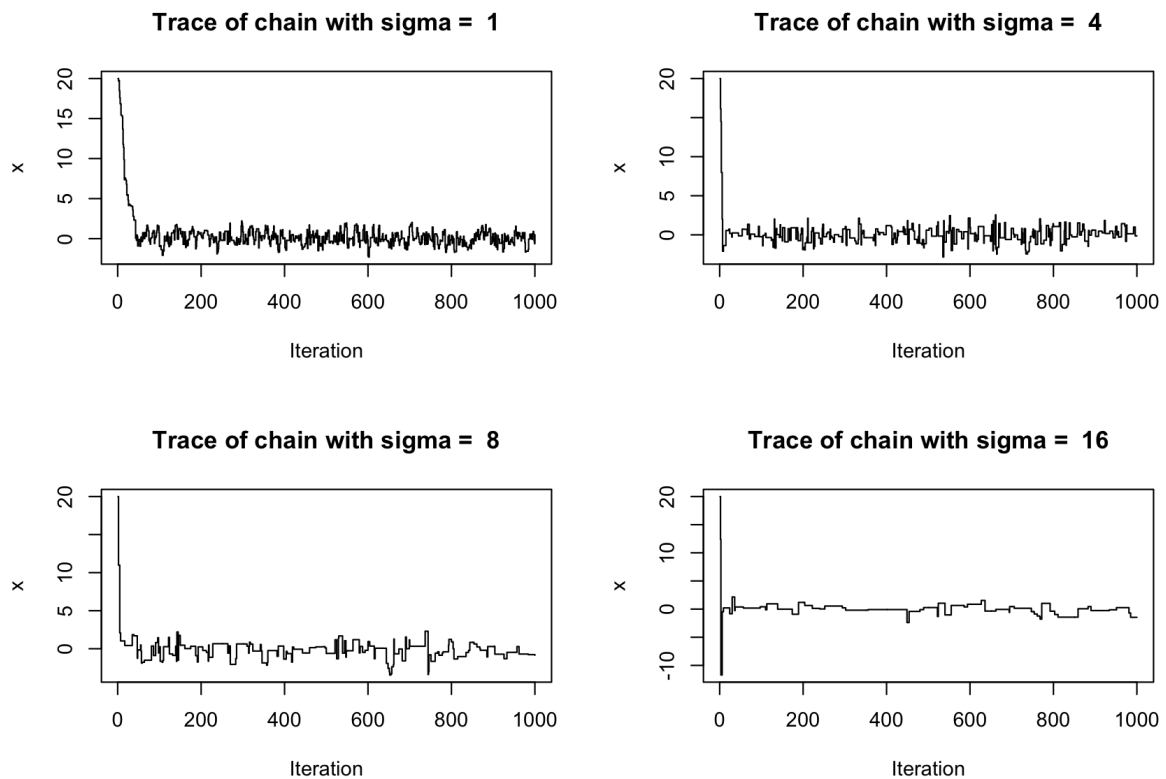 Trace of chain with sigma =  1
x
20
15
10
5
0
0 200 400 600 800 1000
Iteration
Trace of chain with sigma =  4
x
20
10
5
0
0 200 400 600 800 1000
Iteration
Trace of chain with sigma =  8
x
20
10
5
0
0 200 400 600 800 1000
Iteration
Trace of chain with sigma =  16
x
20
10
0
-10
0 200 400 600 800 1000
Iteration